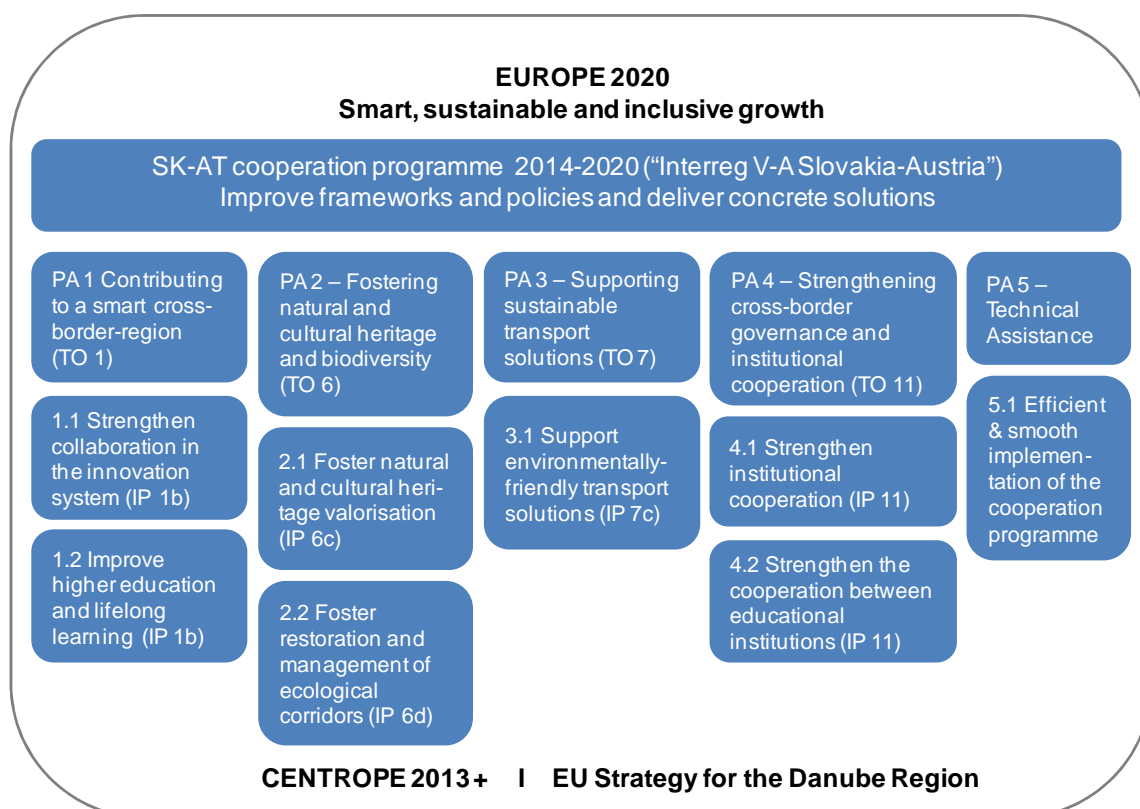 EUROPE 2020
Smart, sustainable and inclusive growth
SK-AT cooperation programme 2014-2020 (“Interreg V-A Slovakia-Austria”)
Improve frameworks and policies and deliver concrete solutions
PA 1 Contributing
to a smart cross-
border-region
(TO 1)
1.1 Strengthen
collaboration in
the innovation
system (IP 1b)
1.2 Improve
higher education
and lifelong
learning (IP 1b)
PA 2 – Fostering
natural and
cultural heritage
and biodiversity
(TO 6)
2.1 Foster natural
and cultural heri-
tage valorisation
(IP 6c)
2.2 Foster
restoration and
management of
ecological
corridors (IP 6d)
PA 3 – Supporting
sustainable
transport
solutions (TO 7)
3.1 Support
environmentally-
friendly transport
solutions (IP 7c)
PA 4 – Strengthening
cross-border
governance and
institutional
cooperation (TO 11)
4.1 Strengthen
institutional
cooperation (IP 11)
4.2 Strengthen the
cooperation between
educational
institutions (IP 11)
PA 5 –
Technical
Assistance
5.1 Efficient
& smooth
implemen-
tation of the
cooperation
programme
CENTROPE 2013+ I EU Strategy for the Danube Region